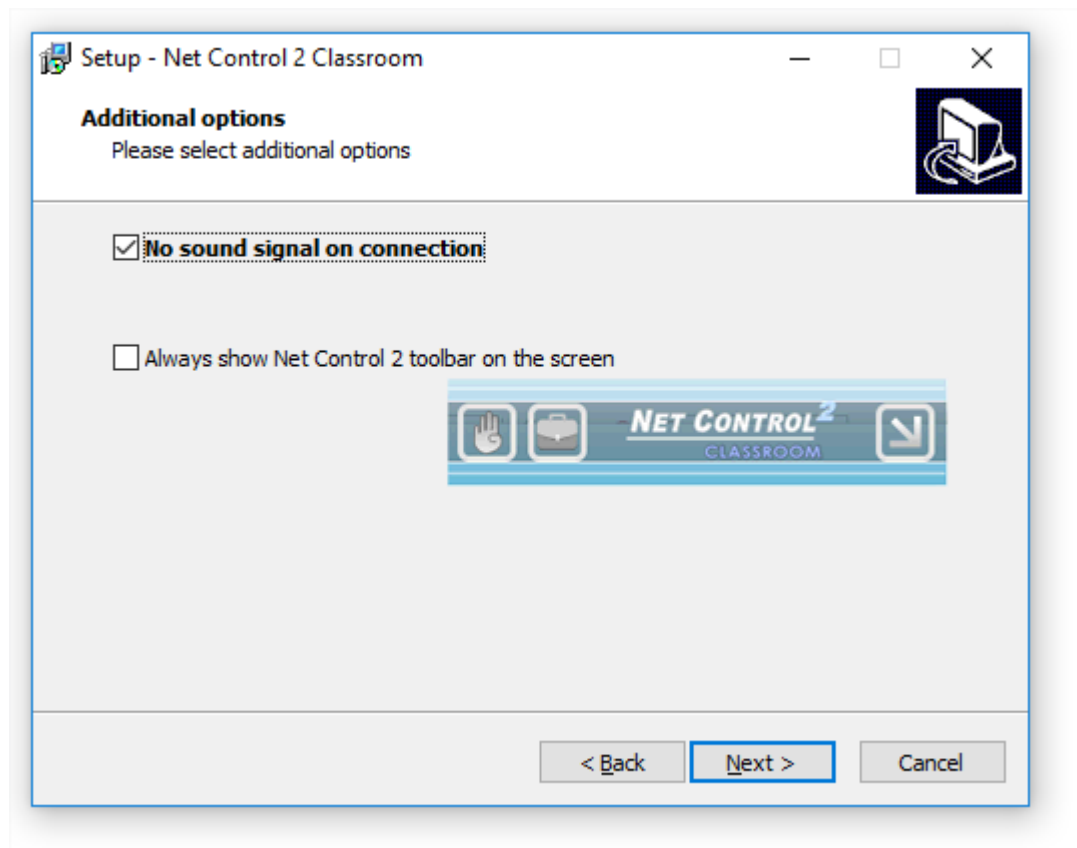 Setup - Net Control 2 Classroom
Additional options
Please select additional options
No sound signal on connection
Always show Net Control 2 toolbar on the screen
NET CONTROL 2
CLASSROOM
< Back Next > Cancel